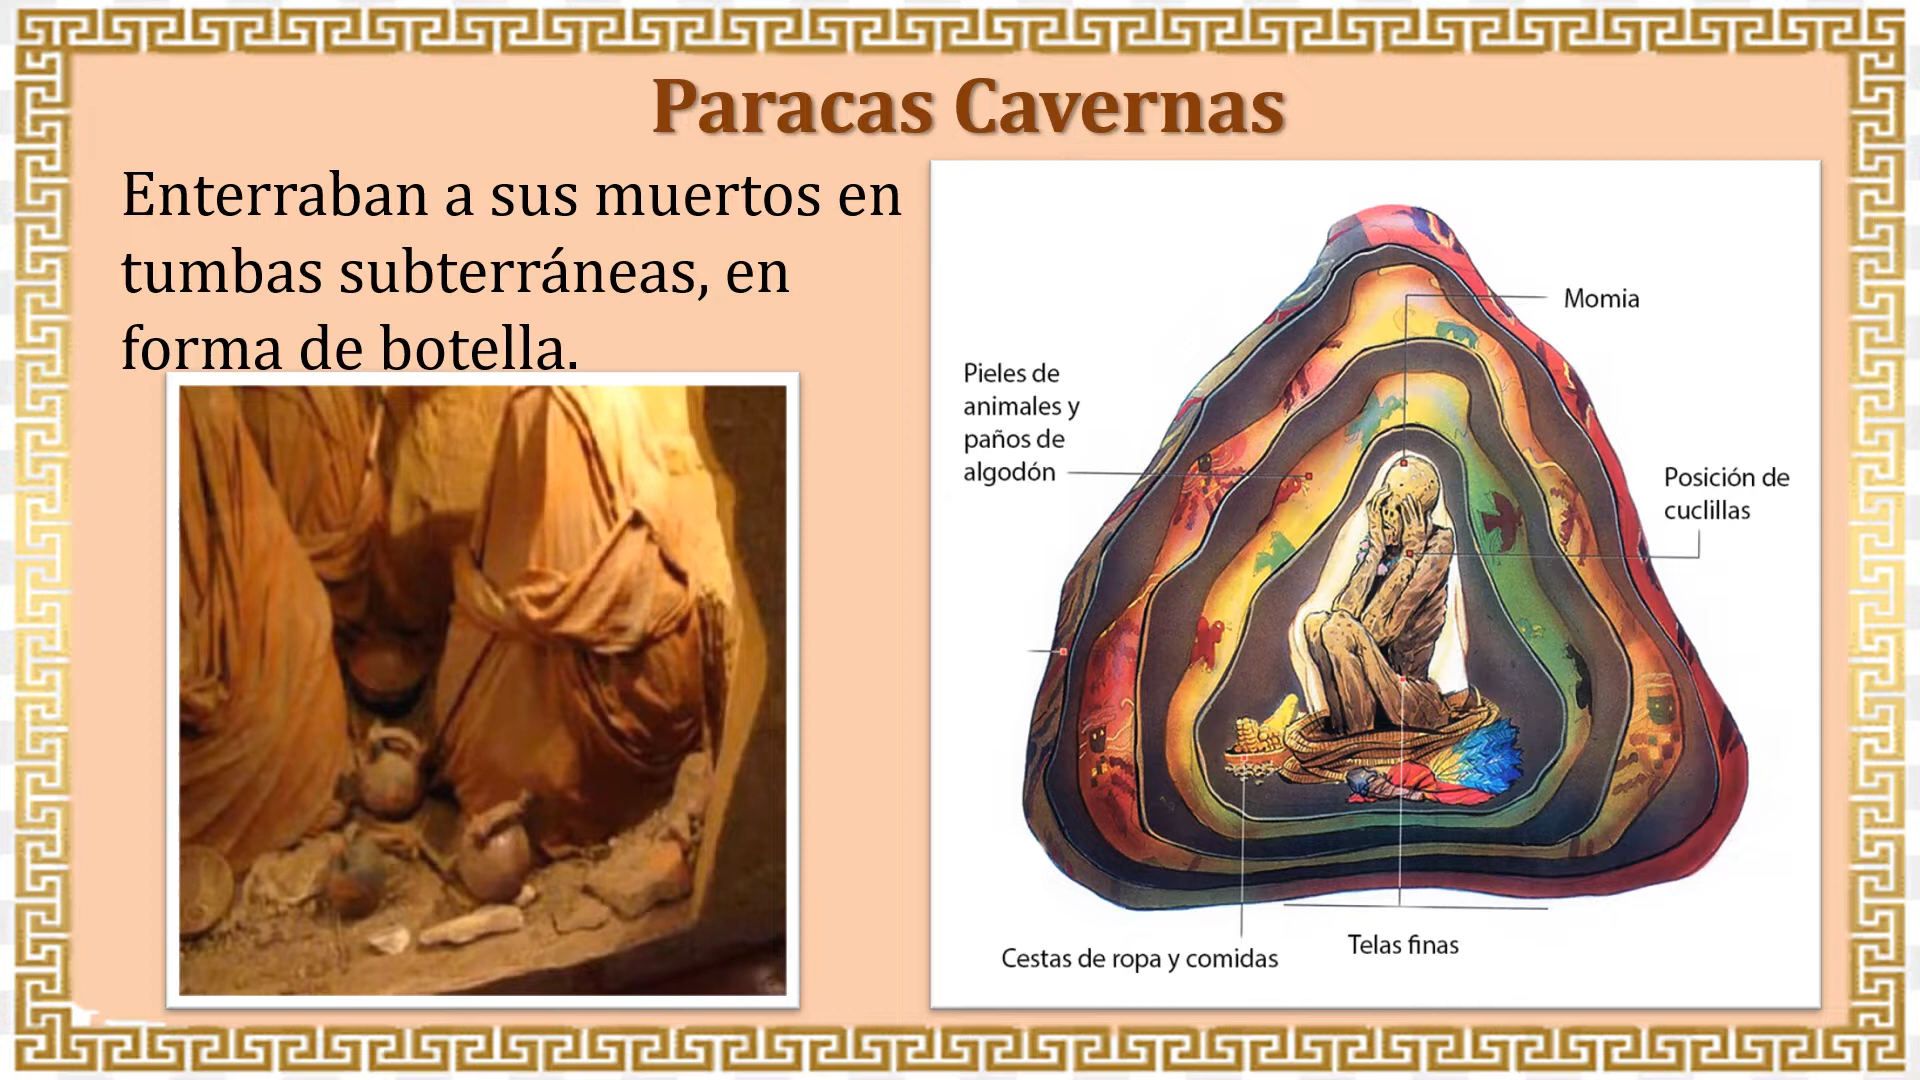 Paracas Cavernas
Enterraban a sus muertos en
tumbas subterráneas, en
forma de botella.
Momia
Pieles de
animales y
paños de
algodón
Posición de
cuclillas
Cestas de ropa y comidas
Telas finas